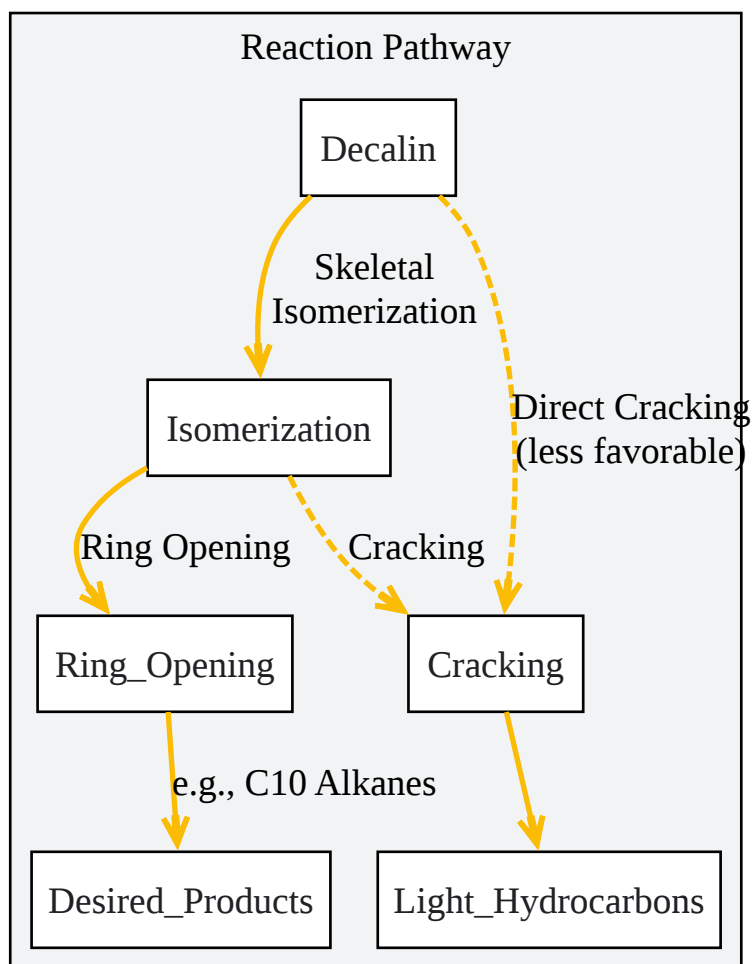 Reaction Pathway
Decalin
Skeletal
Isomerization
Direct Cracking
(less favorable)
Isomerization
Ring Opening
Cracking
Ring_Opening
Cracking
e.g., C10 Alkanes
Desired_Products
Light_Hydrocarbons